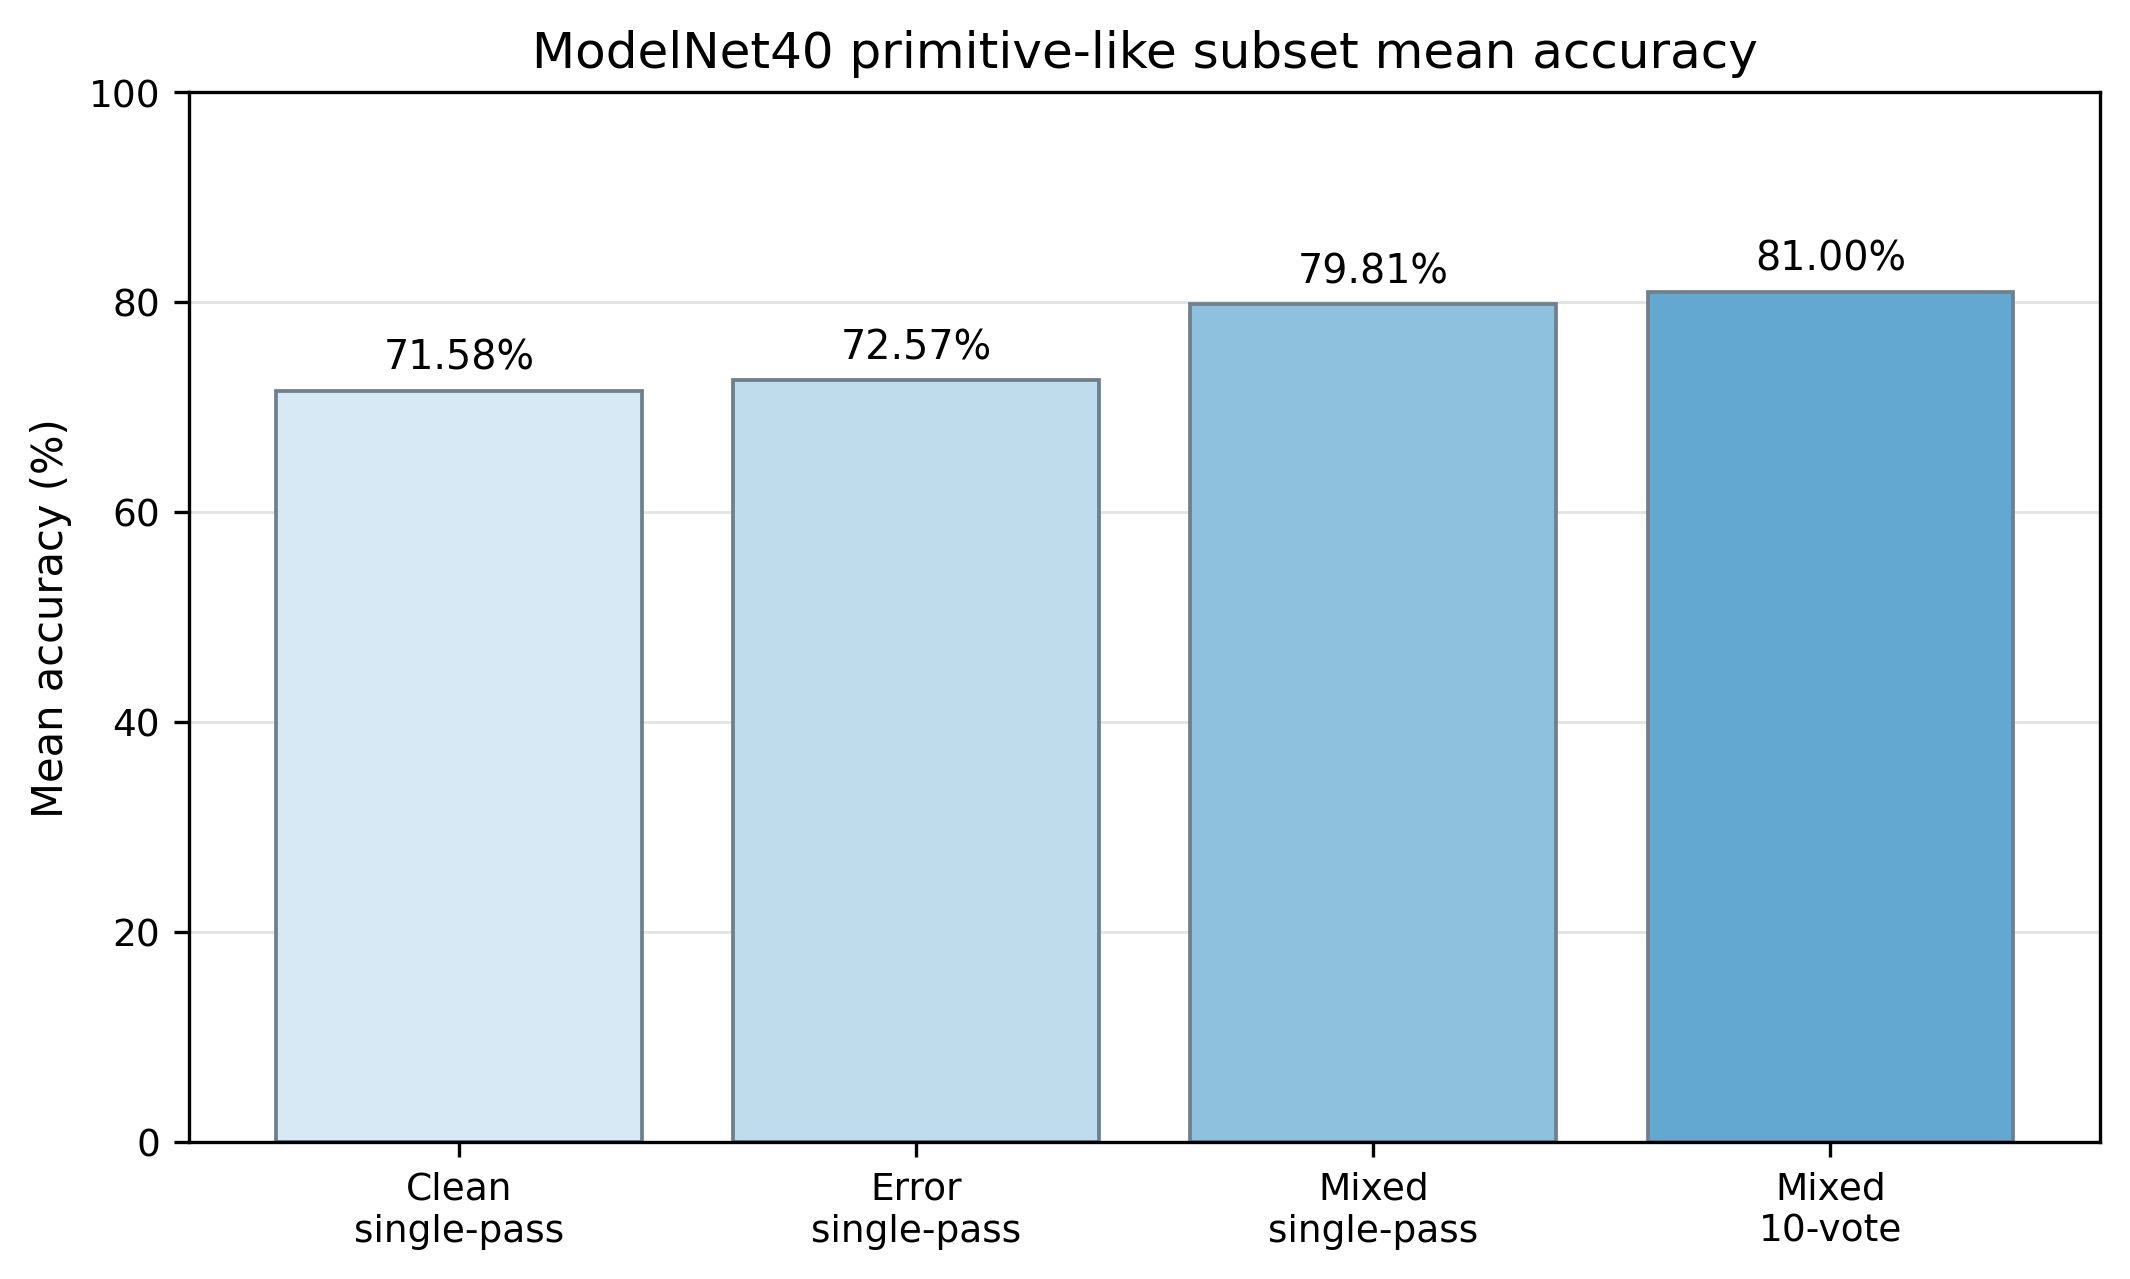 ModelNet40 primitive-like subset mean accuracy
Mean accuracy (%)
100
80
60
40
20
0
71.58%
72.57%
79.81%
81.00%
Clean
single-pass
Error
single-pass
Mixed
single-pass
Mixed
10-vote